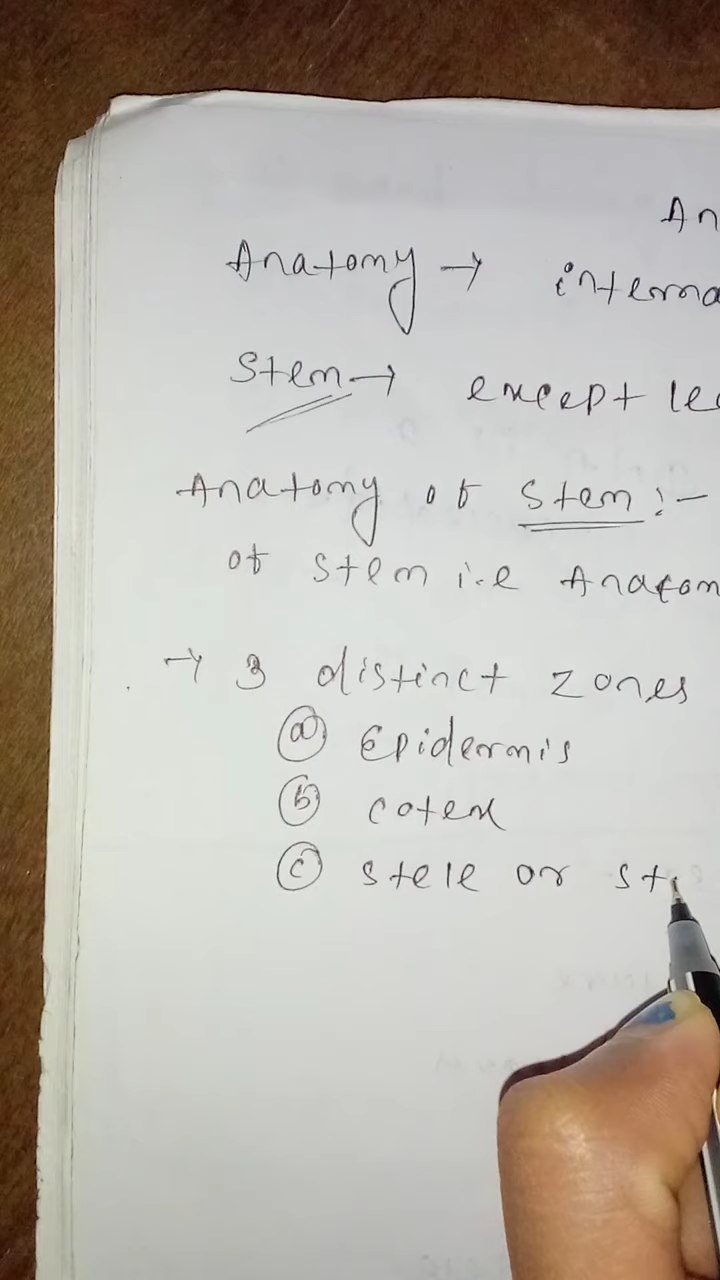 An
Anatomy → interna
Stem → except le
Anatomy of Stem :-
of stem i.e Anatom
→ 3 distinct zones
(a) Epidermis
(b) cotex
(c) stele or st